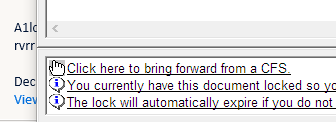 A1lo
rvrr
Click here to bring forward from a CFS.
Dec
You currently have this document locked so yo
View
The lock will automatically expire if you do not